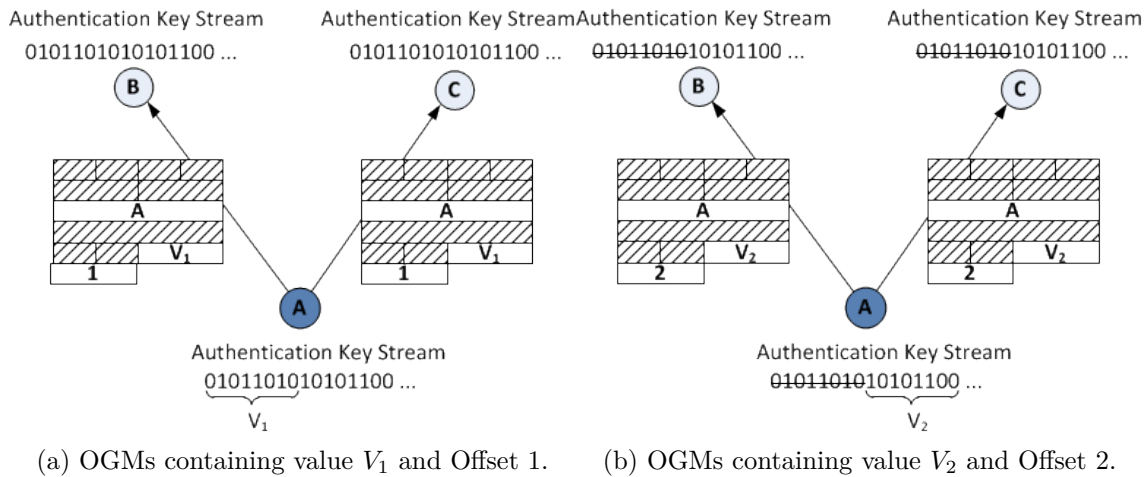 Authentication Key Stream
0101101010101100 ...
B
Authentication Key Stream
0101101010101100 ...
C
A
V₁
1
A
V₁
1
A
Authentication Key Stream
0101101010101100 ...
V₁
(a) OGMs containing value V₁ and Offset 1.
Authentication Key Stream
0101101010101100 ...
B
Authentication Key Stream
0101101010101100 ...
C
A
V₂
2
A
V₂
2
A
Authentication Key Stream
0101101010101100 ...
V₂
(b) OGMs containing value V₂ and Offset 2.